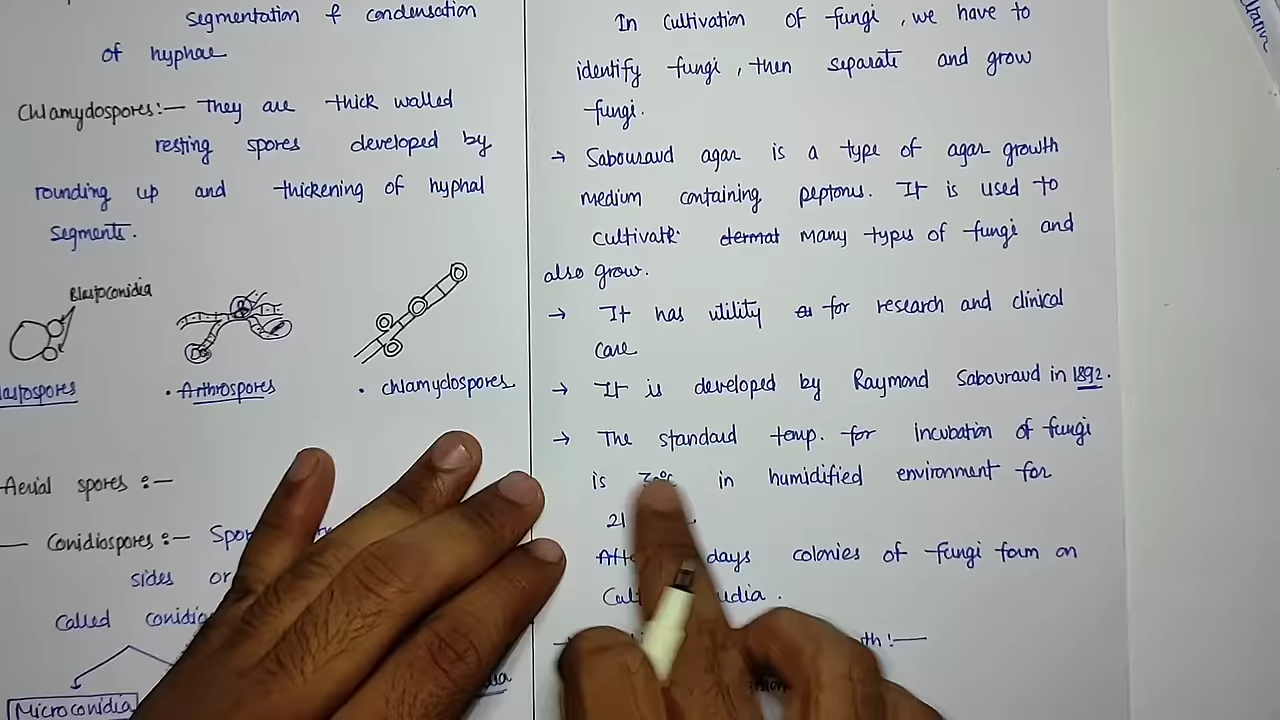 Segmentation & condensation
of hyphae
Chlamydospores:— They are thick walled
resting spores developed by
rounding up and thickening of hyphal
segments.
Blastoconidia
lastospores
• Arthrospores
• chlamydospores
Aerial spores :—
— Conidiospores :—
sides or
called
Microconidia
In Cultivation of fungi, we have to
identify fungi, then separate and grow
fungi.
→ Sabouraud agar is a type of agar growth
medium containing peptones. It is used to
cultivate dermat many types of fungi and
also grow.
→ It has utility as for research and clinical
care
→ It is developed by Raymond Sabouraud in 1892.
→ The standard temp. for incubation of fungi
is 30°C in humidified environment for
21
days colonies of fungi form on